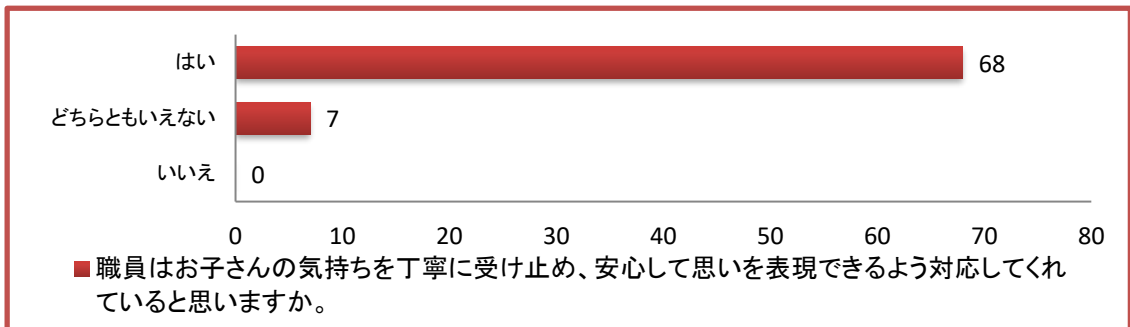 はい 68
どちらともいえない 7
いいえ 0
0 10 20 30 40 50 60 70 80
職員はお子さんの気持ちを丁寧に受け止め、安心して思いを表現できるよう対応してくれ
ていると思いますか。